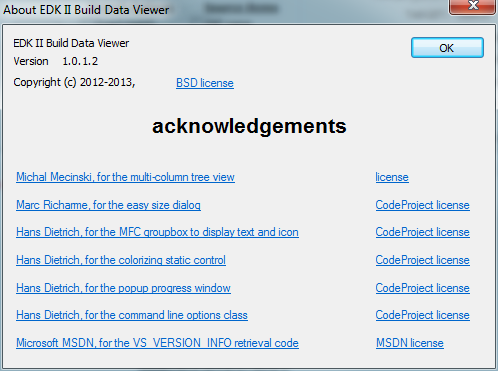 About EDK II Build Data Viewer
EDK II Build Data Viewer
OK
Version 1.0.1.2
Copyright (c) 2012-2013, BSD license
acknowledgements
Michal Mecinski, for the multi-column tree view license
Marc Richarme, for the easy size dialog CodeProject license
Hans Dietrich, for the MFC groupbox to display text and icon CodeProject license
Hans Dietrich, for the colorizing static control CodeProject license
Hans Dietrich, for the popup progress window CodeProject license
Hans Dietrich, for the command line options class CodeProject license
Microsoft MSDN, for the VS_VERSION_INFO retrieval code MSDN license